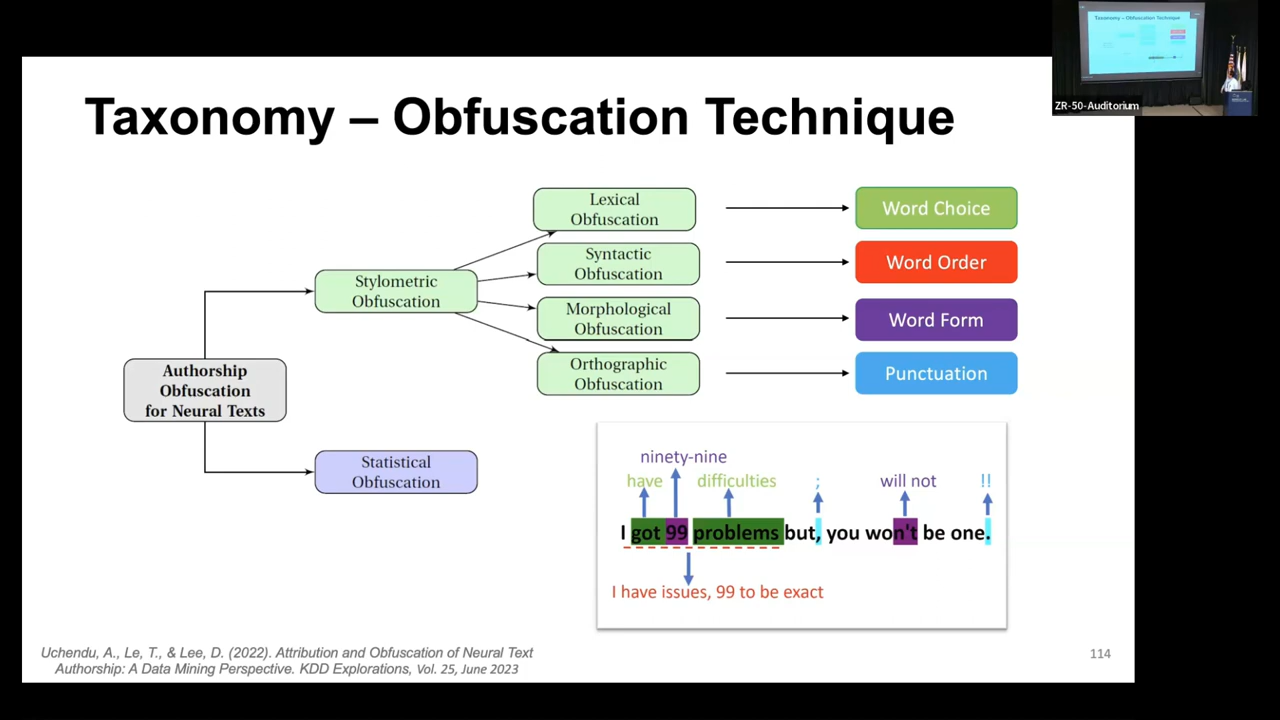 Taxonomy – Obfuscation Technique
Taxonomy – Obfuscation Technique
ZR-50-Auditorium
Lexical
Obfuscation
Word Choice
Syntactic
Obfuscation
Word Order
Stylometric
Obfuscation
Morphological
Obfuscation
Word Form
Orthographic
Obfuscation
Punctuation
Authorship
Obfuscation
for Neural Texts
Statistical
Obfuscation
ninety-nine
have difficulties ; will not !!
I got 99 problems but, you won't be one.
I have issues, 99 to be exact
Uchendu, A., Le, T., & Lee, D. (2022). Attribution and Obfuscation of Neural Text
Authorship: A Data Mining Perspective. KDD Explorations, Vol. 25, June 2023
114